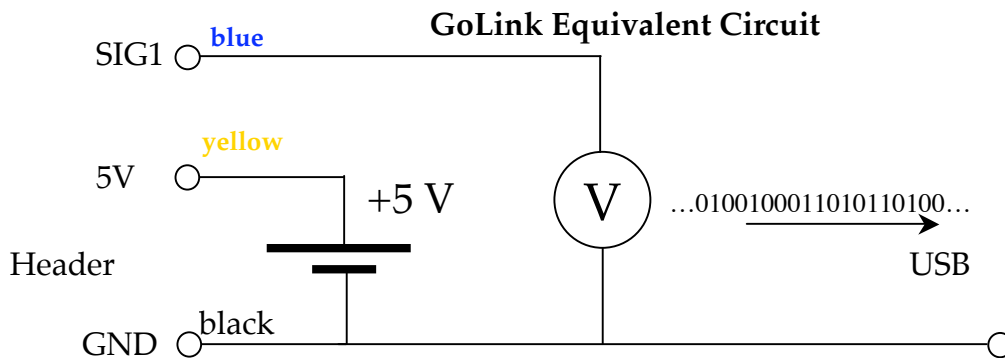 GoLink Equivalent Circuit
SIG1
blue
yellow
5V
+5 V
V
…0100100011010110100…
Header
USB
GND
black